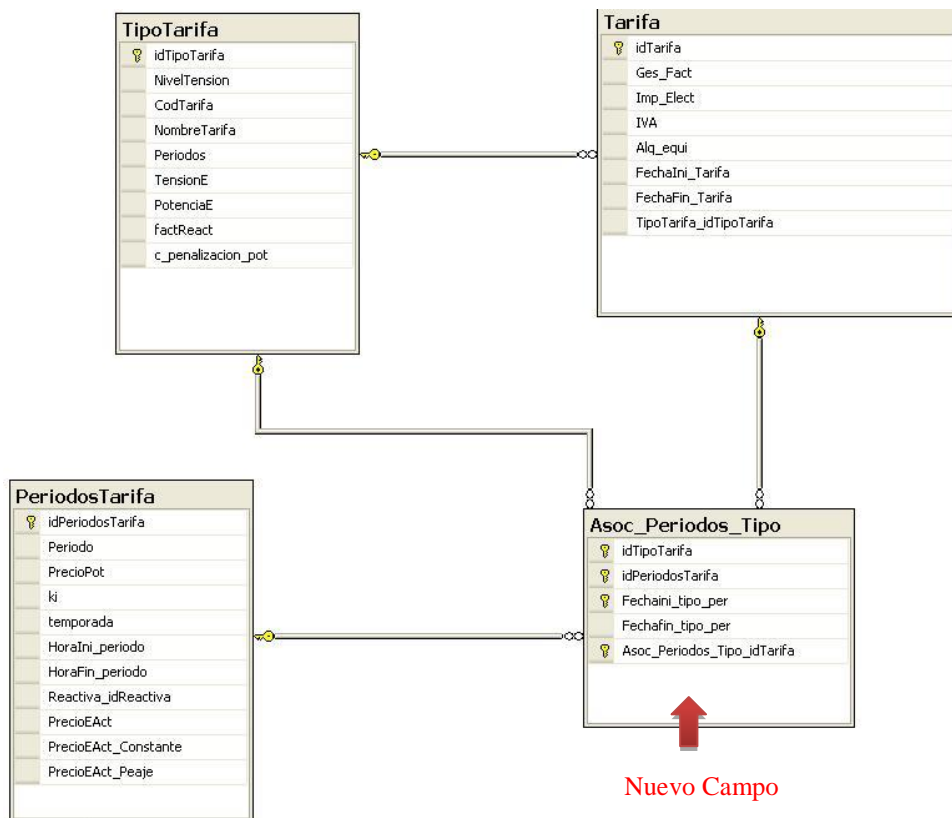 TipoTarifa
idTipoTarifa
NivelTension
CodTarifa
NombreTarifa
Periodos
TensionE
PotenciaE
factReact
c_penalizacion_pot
Tarifa
idTarifa
Ges_Fact
Imp_Elect
IVA
Alq_equi
FechaIni_Tarifa
FechaFin_Tarifa
TipoTarifa_idTipoTarifa
PeriodosTarifa
idPeriodosTarifa
Periodo
PrecioPot
ki
temporada
HoraIni_periodo
HoraFin_periodo
Reactiva_idReactiva
PrecioEAct
PrecioEAct_Constante
PrecioEAct_Peaje
Asoc_Periodos_Tipo
idTipoTarifa
idPeriodosTarifa
Fechaini_tipo_per
Fechafin_tipo_per
Asoc_Periodos_Tipo_idTarifa
Nuevo Campo